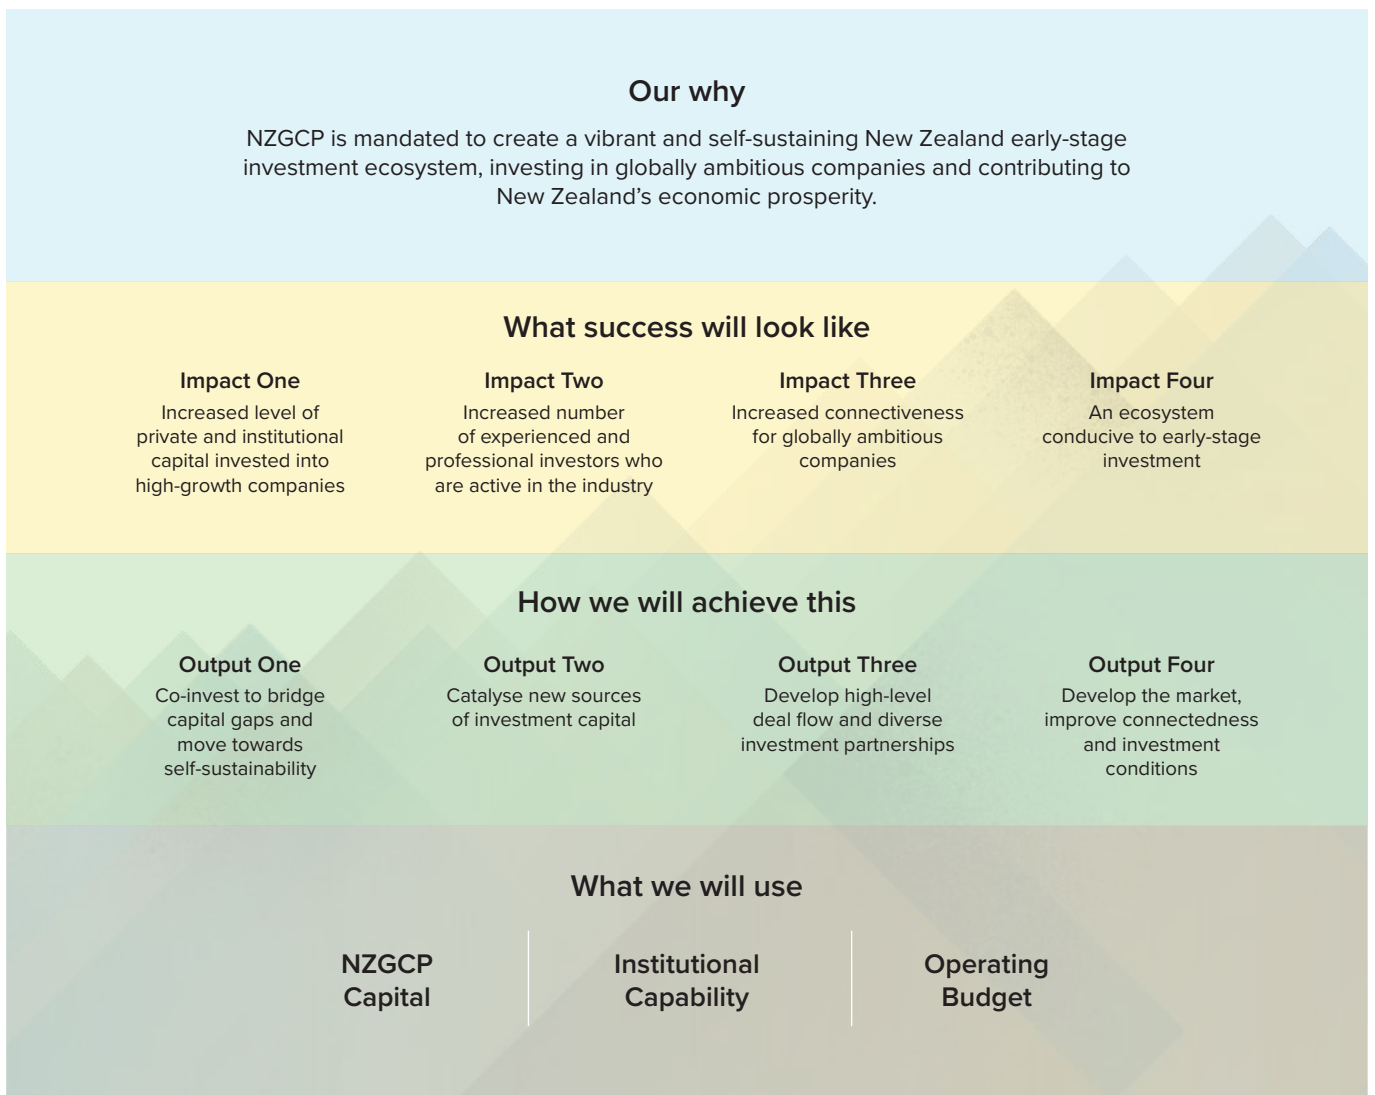 Our why
NZGCP is mandated to create a vibrant and self-sustaining New Zealand early-stage
investment ecosystem, investing in globally ambitious companies and contributing to
New Zealand’s economic prosperity.
What success will look like
Impact One
Increased level of
private and institutional
capital invested into
high-growth companies
Impact Two
Increased number
of experienced and
professional investors who
are active in the industry
Impact Three
Increased connectiveness
for globally ambitious
companies
Impact Four
An ecosystem
conducive to early-stage
investment
How we will achieve this
Output One
Co-invest to bridge
capital gaps and
move towards
self-sustainability
Output Two
Catalyse new sources
of investment capital
Output Three
Develop high-level
deal flow and diverse
investment partnerships
Output Four
Develop the market,
improve connectedness
and investment
conditions
What we will use
NZGCP
Capital
Institutional
Capability
Operating
Budget